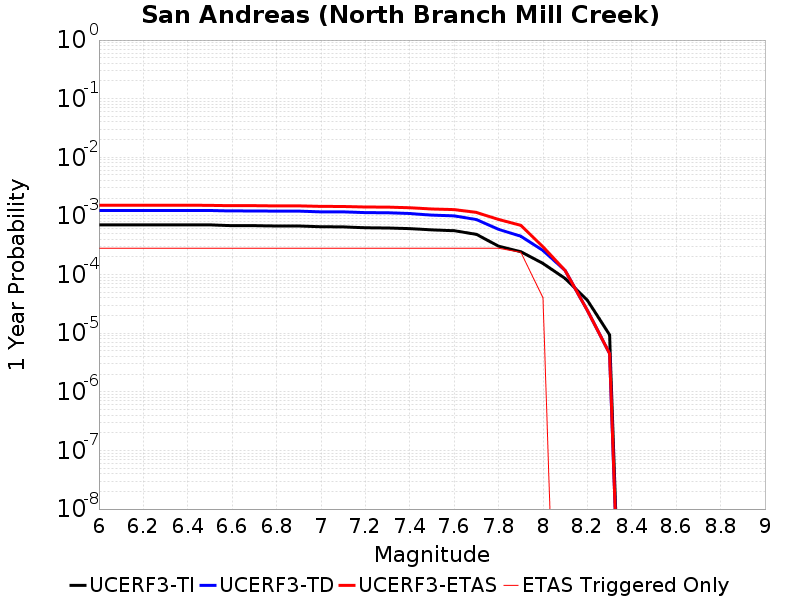 San Andreas (North Branch Mill Creek)
10^0
10^-1
10^-2
10^-3
10^-4
10^-5
10^-6
10^-7
10^-8
1 Year Probability
6 6.2 6.4 6.6 6.8 7 7.2 7.4 7.6 7.8 8 8.2 8.4 8.6 8.8 9
Magnitude
UCERF3-TI UCERF3-TD UCERF3-ETAS ETAS Triggered Only